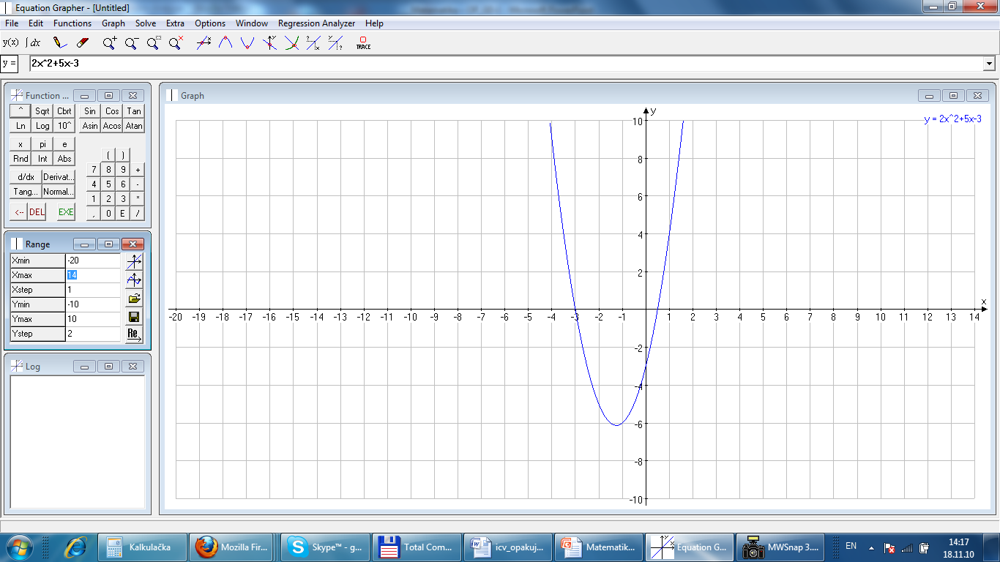 Equation Grapher - [Untitled]
File Edit Functions Graph Solve Extra Options Window Regression Analyzer Help
y(x) ∫dx TRACE
y = 2x^2+5x-3
Function ...
^ Sqrt Cbrt Sin Cos Tan
Ln Log 10^ Asin Acos Atan
x pi e
Rnd Int Abs ( )
7 8 9 +
d/dx Derivat...
4 5 6 -
Tang... Normal...
1 2 3 *
<-- DEL EXE , 0 E /
Range
Xmin -20
Xmax 14
Xstep 1
Ymin -10
Ymax 10
Ystep 2
Re...
Log
Graph
y
y = 2x^2+5x-3
10
8
6
4
2
x
-20 -19 -18 -17 -16 -15 -14 -13 -12 -11 -10 -9 -8 -7 -6 -5 -4 -3 -2 -1 1 2 3 4 5 6 7 8 9 10 11 12 13 14
-2
-4
-6
-8
-10
Kalkulačka Mozilla Fir... Skype™ - g... Total Com... icv_opakuj... Matematik... Equation G... MWSnap 3.... EN 14:17
18.11.10